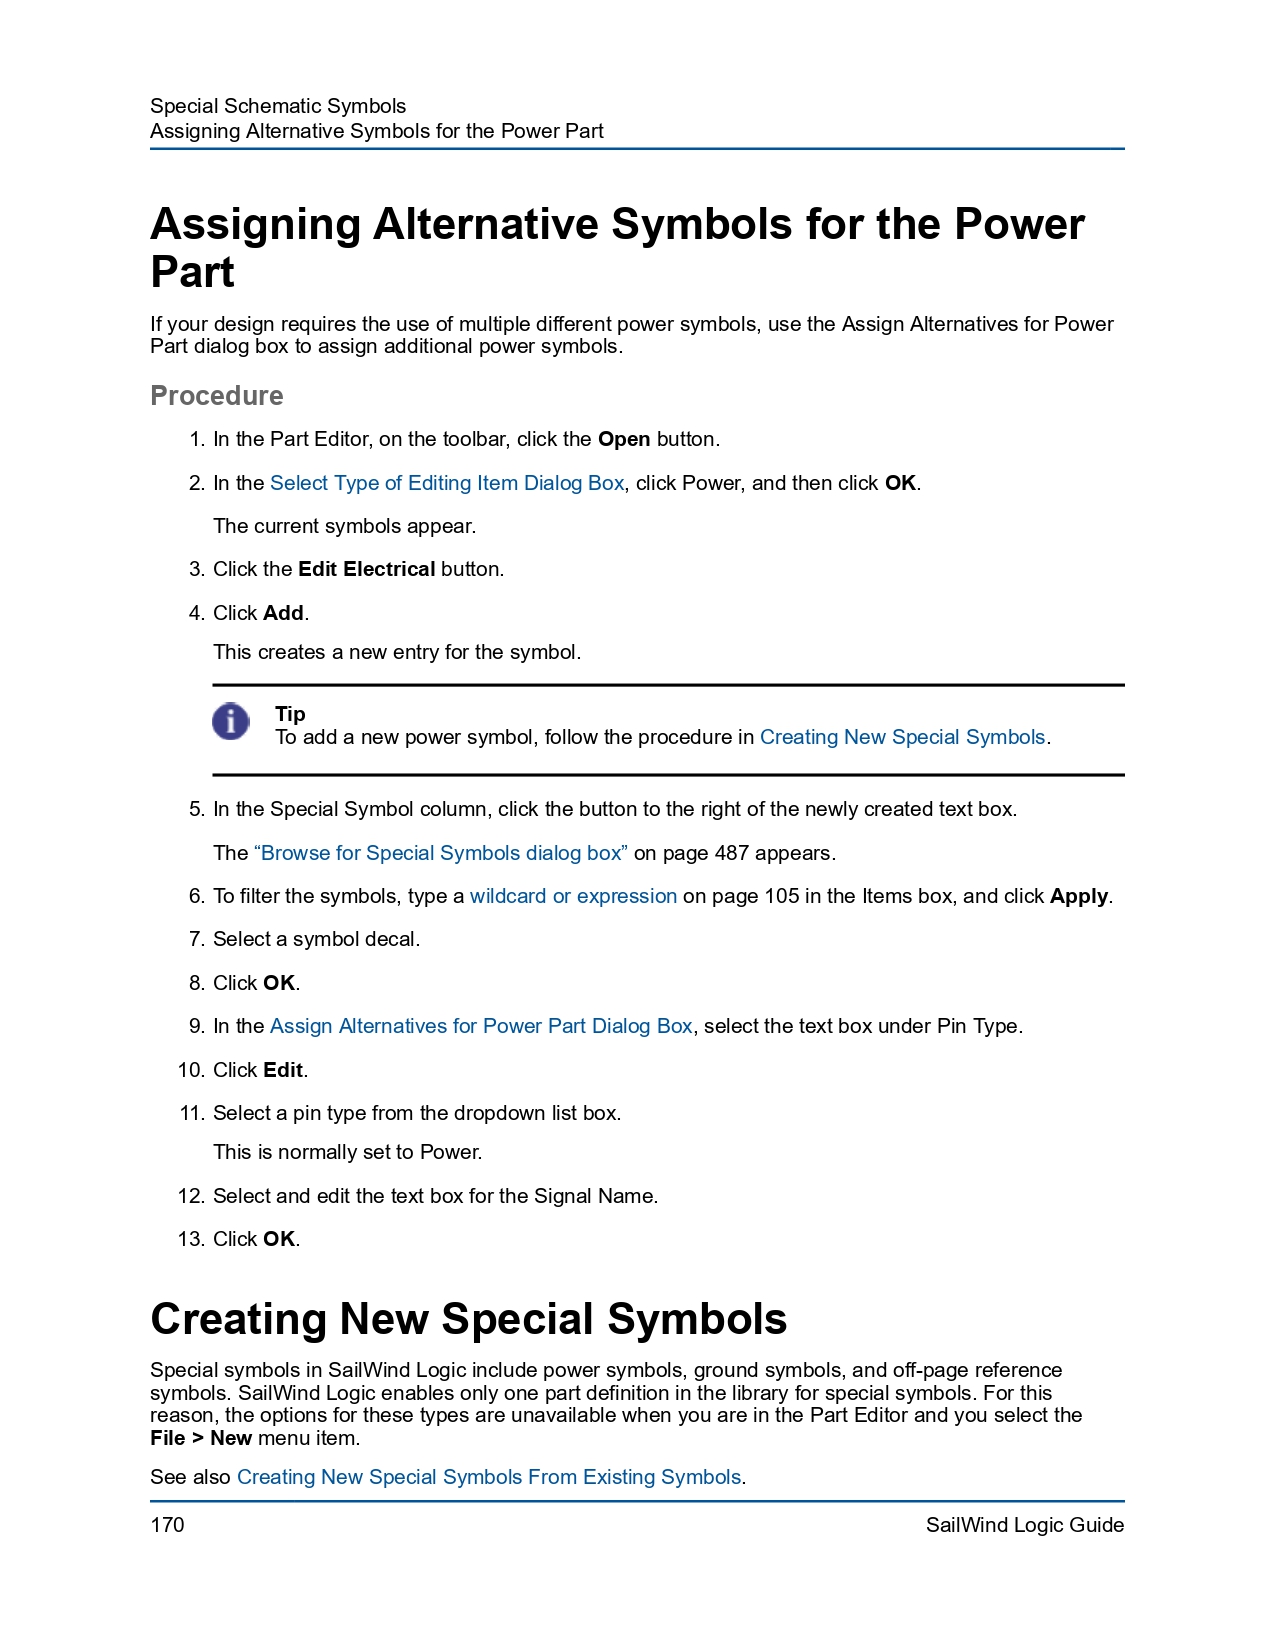 Special Schematic Symbols
Assigning Alternative Symbols for the Power Part
Assigning Alternative Symbols for the Power
Part
If your design requires the use of multiple different power symbols, use the Assign Alternatives for Power
Part dialog box to assign additional power symbols.
Procedure
1. In the Part Editor, on the toolbar, click the Open button.
2. In the Select Type of Editing Item Dialog Box, click Power, and then click OK.
The current symbols appear.
3. Click the Edit Electrical button.
4. Click Add.
This creates a new entry for the symbol.
Tip
To add a new power symbol, follow the procedure in Creating New Special Symbols.
5. In the Special Symbol column, click the button to the right of the newly created text box.
The “Browse for Special Symbols dialog box” on page 487 appears.
6. To filter the symbols, type a wildcard or expression on page 105 in the Items box, and click Apply.
7. Select a symbol decal.
8. Click OK.
9. In the Assign Alternatives for Power Part Dialog Box, select the text box under Pin Type.
10. Click Edit.
11. Select a pin type from the dropdown list box.
This is normally set to Power.
12. Select and edit the text box for the Signal Name.
13. Click OK.
Creating New Special Symbols
Special symbols in SailWind Logic include power symbols, ground symbols, and off-page reference
symbols. SailWind Logic enables only one part definition in the library for special symbols. For this
reason, the options for these types are unavailable when you are in the Part Editor and you select the
File > New menu item.
See also Creating New Special Symbols From Existing Symbols.
170
SailWind Logic Guide